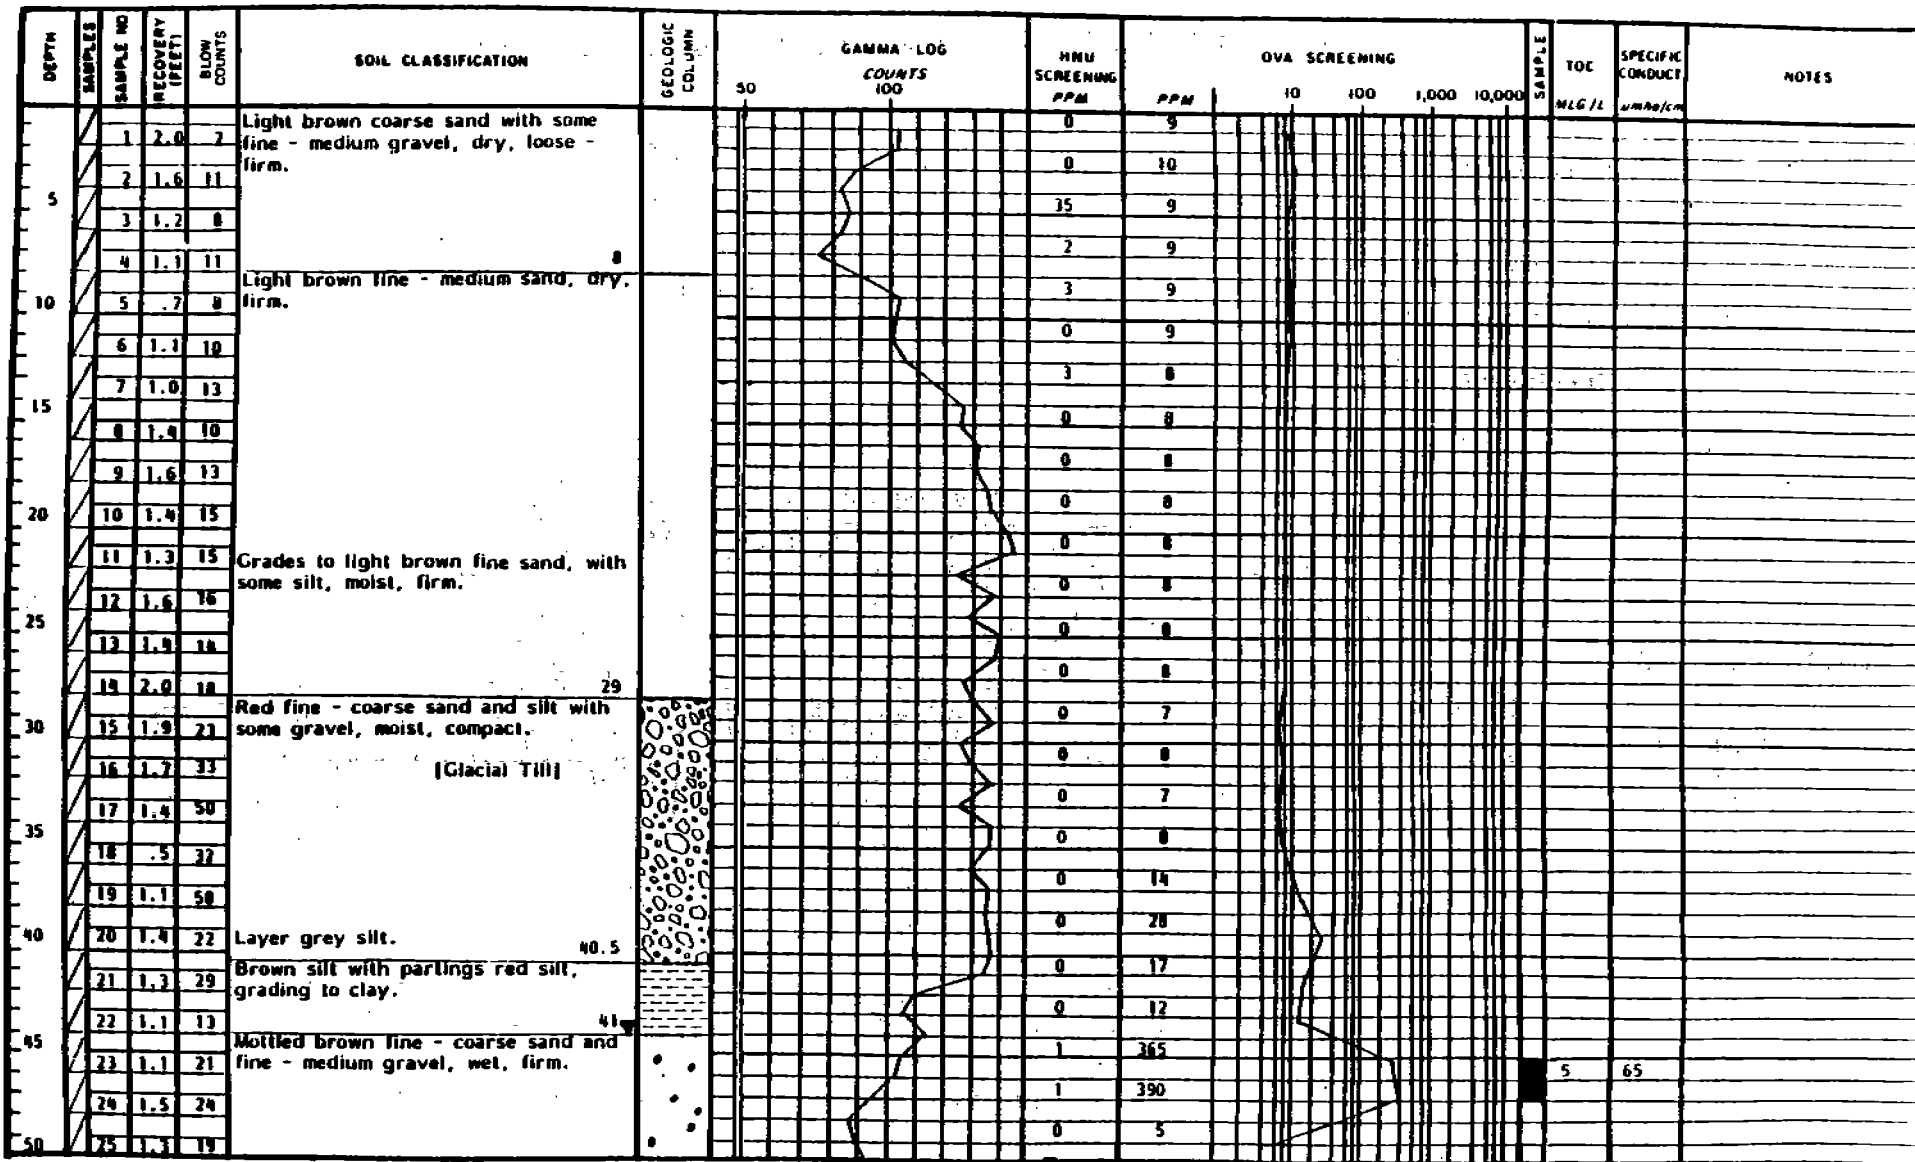 DEPTH SAMPLES SAMPLE NO RECOVERY (FEET) BLOW COUNTS SOIL CLASSIFICATION GEOLOGIC COLUMN GAMMA LOG COUNTS 50 100 HNU SCREENING PPM OVA SCREENING PPM 1 10 100 1,000 10,000 SAMPLE TOC MLG/L SPECIFIC CONDUCT umho/cm NOTES
Light brown coarse sand with some
1 2.0 2 fine - medium gravel, dry, loose - 0 9
firm. 0 10
2 1.6 11
5
3 1.2 8 35 9
4 1.1 11 8 2 9
Light brown fine - medium sand, dry,
10 5 .7 8 firm. 3 9
6 1.1 10 0 9
7 1.0 13 3 8
15
8 1.4 10 0 8
9 1.6 13 0 8
20 10 1.4 15 0 8
11 1.3 15 0 8
Grades to light brown fine sand, with
some silt, moist, firm. 0 8
12 1.6 16
25
13 1.9 18 0 8
14 2.0 18 29 0 8
Red fine - coarse sand and silt with
30 15 1.9 21 some gravel, moist, compact. 0 7
16 1.7 33 [Glacial Till] 0 8
17 1.4 50 0 7
35
18 .5 32 0 8
19 1.1 50 0 14
40 20 1.4 22 Layer grey silt. 40.5 0 28
Brown silt with partings red silt,
21 1.3 29 grading to clay. 0 17
22 1.1 13 41 0 12
45 Mottled brown fine - coarse sand and
23 1.1 21 fine - medium gravel, wet, firm. 1 365 5 65
24 1.5 24 1 390
50 25 1.3 19 0 5